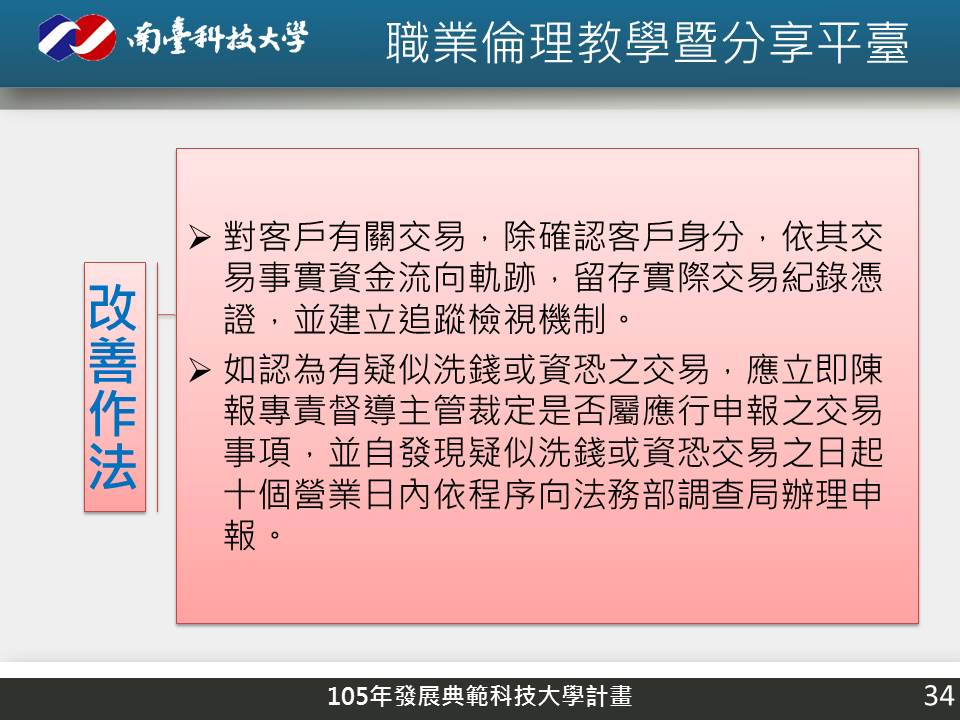 南臺科技大學
職業倫理教學暨分享平臺
改善作法
➢ 對客戶有關交易，除確認客戶身分，依其交
易事實資金流向軌跡，留存實際交易紀錄憑
證，並建立追蹤檢視機制。
➢ 如認為有疑似洗錢或資恐之交易，應立即陳
報專責督導主管裁定是否屬應行申報之交易
事項，並自發現疑似洗錢或資恐交易之日起
十個營業日內依程序向法務部調查局辦理申
報。
105年發展典範科技大學計畫
34